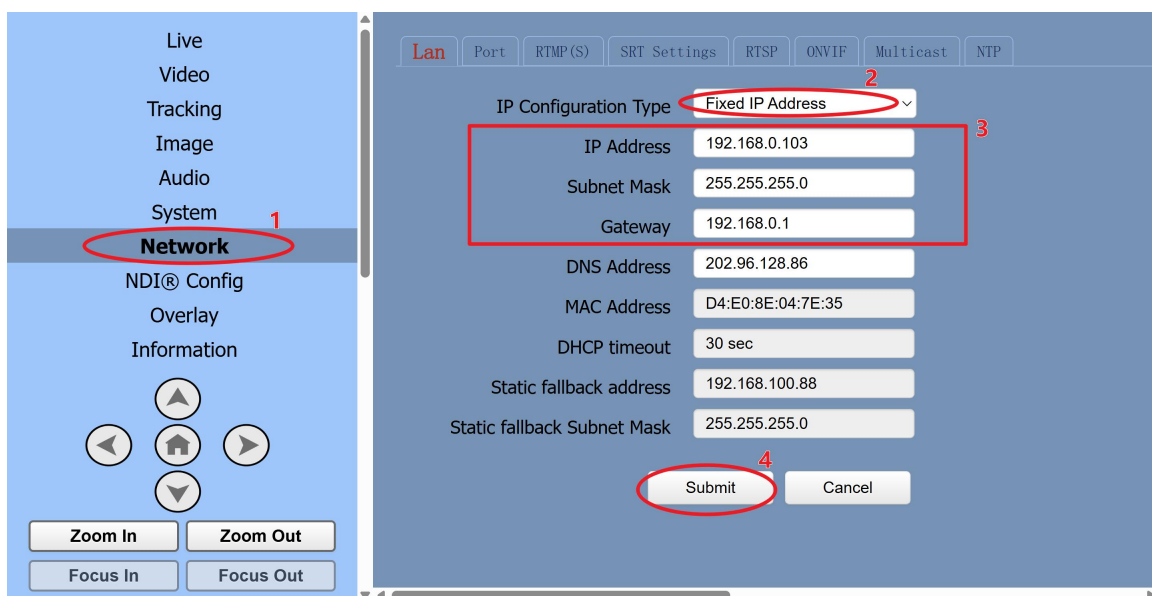 Live
Video
Tracking
Image
Audio
System
1
Network
NDI® Config
Overlay
Information
Zoom In Zoom Out
Focus In Focus Out
Lan Port RTMP(S) SRT Settings RTSP ONVIF Multicast NTP
2
IP Configuration Type Fixed IP Address
3
IP Address 192.168.0.103
Subnet Mask 255.255.255.0
Gateway 192.168.0.1
DNS Address 202.96.128.86
MAC Address D4:E0:8E:04:7E:35
DHCP timeout 30 sec
Static fallback address 192.168.100.88
Static fallback Subnet Mask 255.255.255.0
4
Submit Cancel